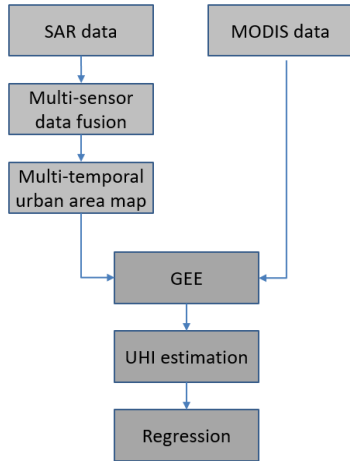 SAR data
MODIS data
Multi-sensor
data fusion
Multi-temporal
urban area map
GEE
UHI estimation
Regression